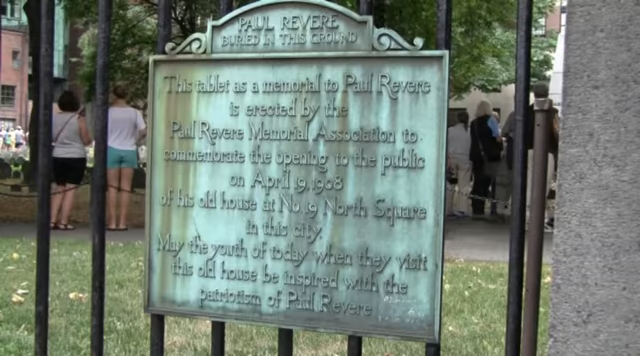 PAUL REVERE
BURIED IN THIS GROUND
This tablet as a memorial to Paul Revere
is erected by the
Paul Revere Memorial Association to
commemorate the opening to the public
on April 19, 1908
of his old house at No 19 North Square
in this city.
May the youth of today when they visit
this old house be inspired with the
patriotism of Paul Revere